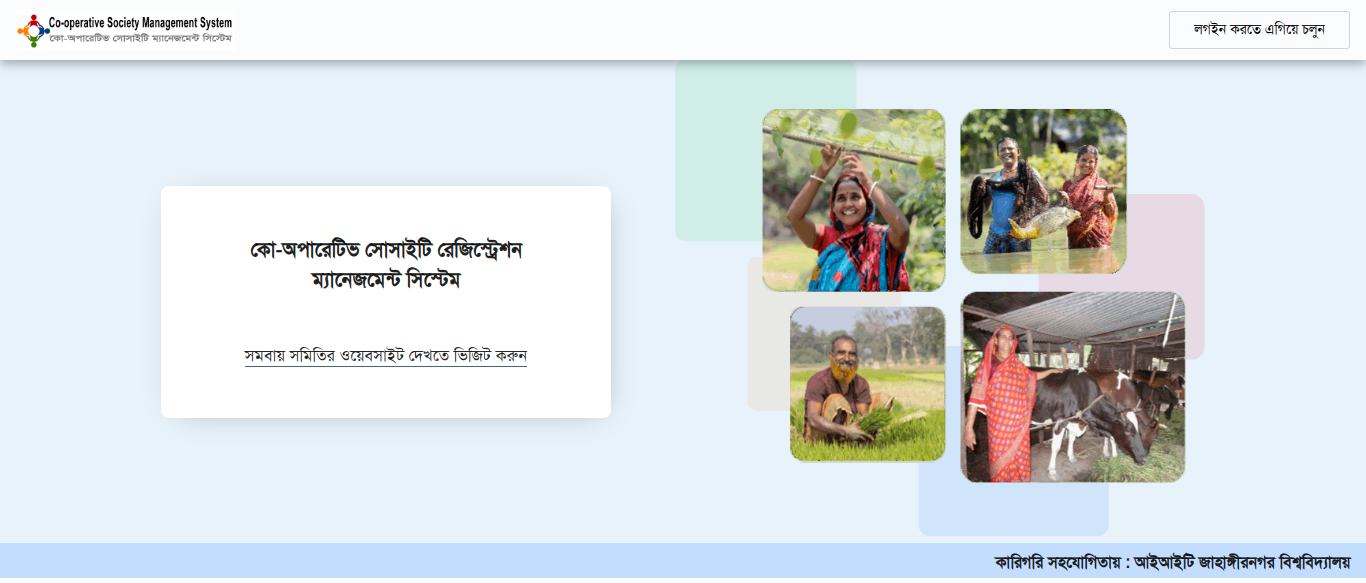 Co-operative Society Management System
কো-অপারেটিভ সোসাইটি ম্যানেজমেন্ট সিস্টেম
লগইন করতে এগিয়ে চলুন
কো-অপারেটিভ সোসাইটি রেজিস্ট্রেশন
ম্যানেজমেন্ট সিস্টেম
সমবায় সমিতির ওয়েবসাইট দেখতে ভিজিট করুন
কারিগরি সহযোগিতায় : আইআইটি জাহাঙ্গীরনগর বিশ্ববিদ্যালয়